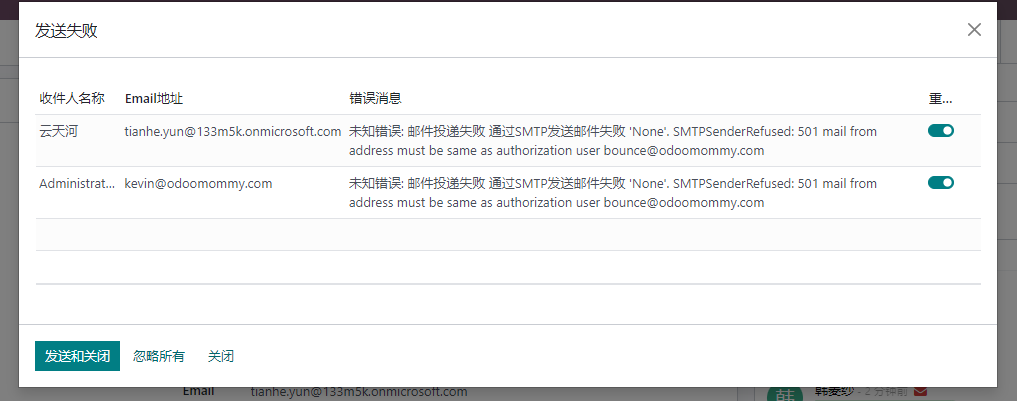 发送失败
收件人名称 Email地址 错误消息 重...
云天河 tianhe.yun@133m5k.onmicrosoft.com 未知错误: 邮件投递失败 通过SMTP发送邮件失败 'None'. SMTPSenderRefused: 501 mail from
address must be same as authorization user bounce@odoomommy.com
Administrat... kevin@odoomommy.com 未知错误: 邮件投递失败 通过SMTP发送邮件失败 'None'. SMTPSenderRefused: 501 mail from
address must be same as authorization user bounce@odoomommy.com
发送和关闭 忽略所有 关闭
Email tianhe.yun@133m5k.onmicrosoft.com 韩菱纱 - 2 分钟前